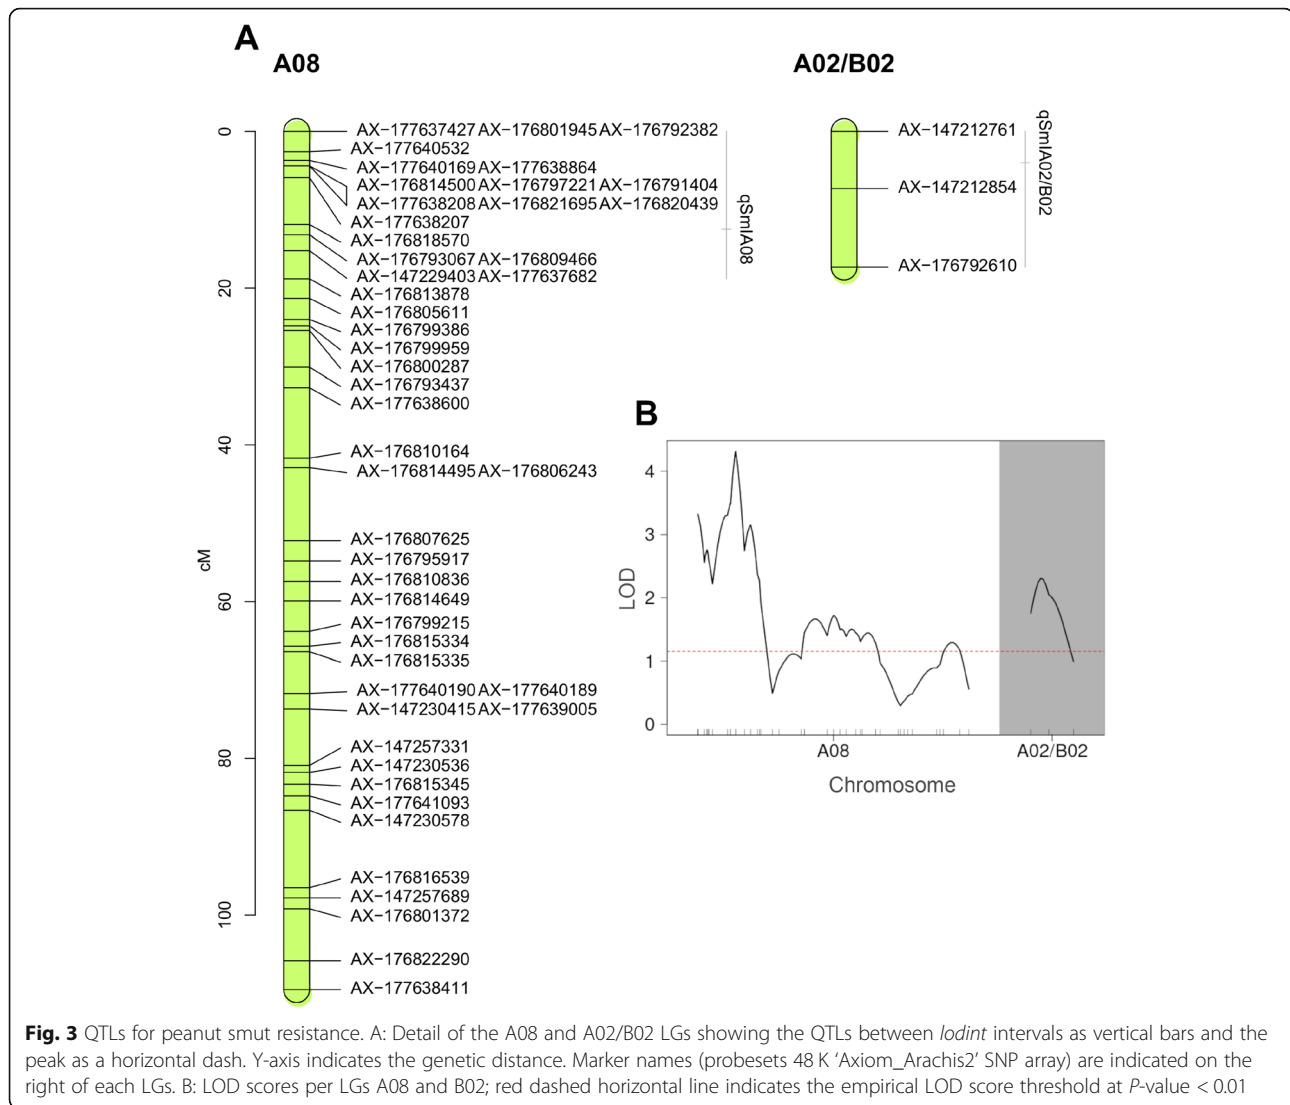 A
A08
A02/B02
0
20
40
60
80
100
cM
AX−177637427 AX−176801945 AX−176792382
AX−177640532
AX−177640169 AX−177638864
AX−176814500 AX−176797221 AX−176791404
AX−177638208 AX−176821695 AX−176820439
AX−177638207
AX−176818570
AX−176793067 AX−176809466
AX−147229403 AX−177637682
AX−176813878
AX−176805611
AX−176799386
AX−176799959
AX−176800287
AX−176793437
AX−177638600
AX−176810164
AX−176814495 AX−176806243
AX−176807625
AX−176795917
AX−176810836
AX−176814649
AX−176799215
AX−176815334
AX−176815335
AX−177640190 AX−177640189
AX−147230415 AX−177639005
AX−147257331
AX−147230536
AX−176815345
AX−177641093
AX−147230578
AX−176816539
AX−147257689
AX−176801372
AX−176822290
AX−177638411
qSmIA08
AX−147212761
AX−147212854
AX−176792610
qSmIA02/B02
B
4
3
2
1
0
LOD
A08
A02/B02
Chromosome
Fig. 3 QTLs for peanut smut resistance. A: Detail of the A08 and A02/B02 LGs showing the QTLs between lodint intervals as vertical bars and the
peak as a horizontal dash. Y-axis indicates the genetic distance. Marker names (probesets 48 K ‘Axiom_Arachis2’ SNP array) are indicated on the
right of each LGs. B: LOD scores per LGs A08 and B02; red dashed horizontal line indicates the empirical LOD score threshold at P-value < 0.01